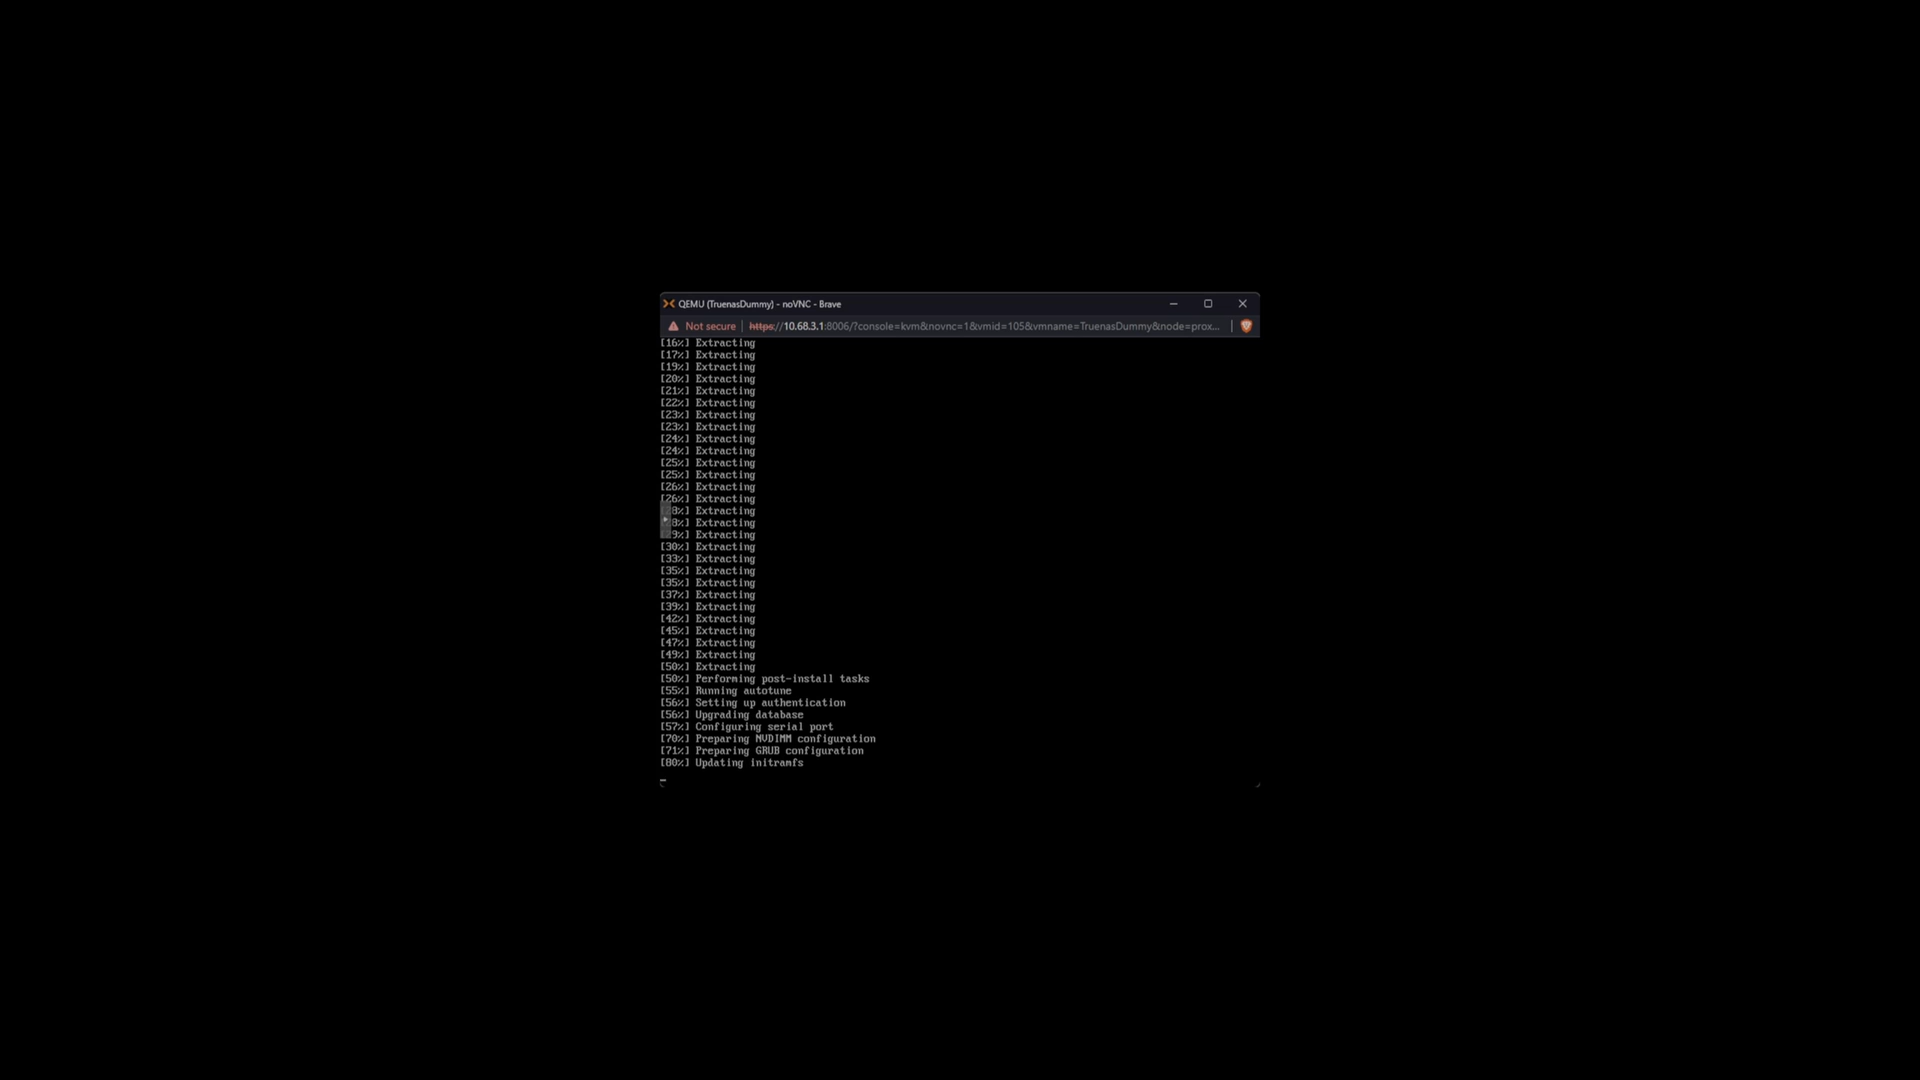 QEMU (TruenasDummy) - noVNC - Brave
Not secure https://10.68.3.1:8006/?console=kvm&novnc=1&vmid=105&vmname=TruenasDummy&node=prox...
[16%] Extracting
[17%] Extracting
[19%] Extracting
[20%] Extracting
[21%] Extracting
[22%] Extracting
[23%] Extracting
[23%] Extracting
[24%] Extracting
[24%] Extracting
[25%] Extracting
[25%] Extracting
[26%] Extracting
[26%] Extracting
8%] Extracting
8%] Extracting
9%] Extracting
[30%] Extracting
[33%] Extracting
[35%] Extracting
[35%] Extracting
[37%] Extracting
[39%] Extracting
[42%] Extracting
[45%] Extracting
[47%] Extracting
[49%] Extracting
[50%] Extracting
[50%] Performing post-install tasks
[55%] Running autotune
[56%] Setting up authentication
[56%] Upgrading database
[57%] Configuring serial port
[70%] Preparing NVDIMM configuration
[71%] Preparing GRUB configuration
[80%] Updating initramfs